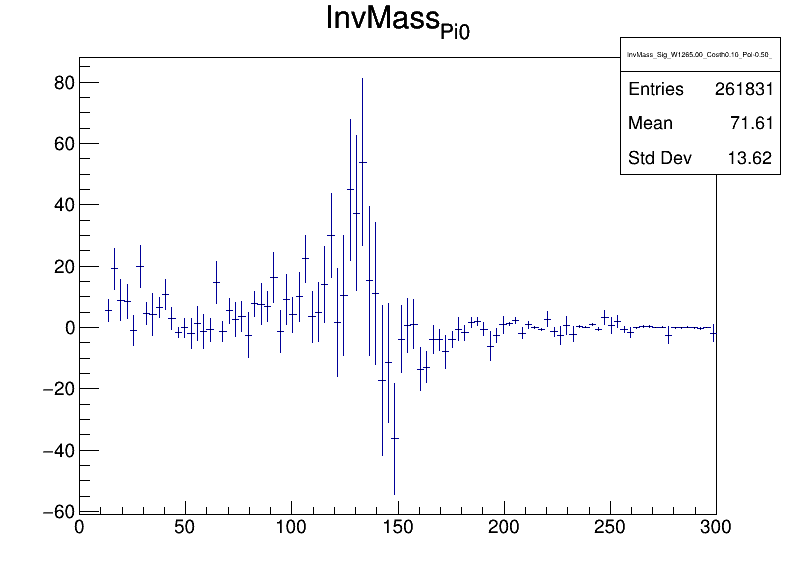 InvMass_Pi0
InvMass_Sig_W1265.00_Costh0.10_Pol-0.50_
Entries 261831
Mean 71.61
Std Dev 13.62
80
60
40
20
0
−20
−40
−60
0 50 100 150 200 250 300